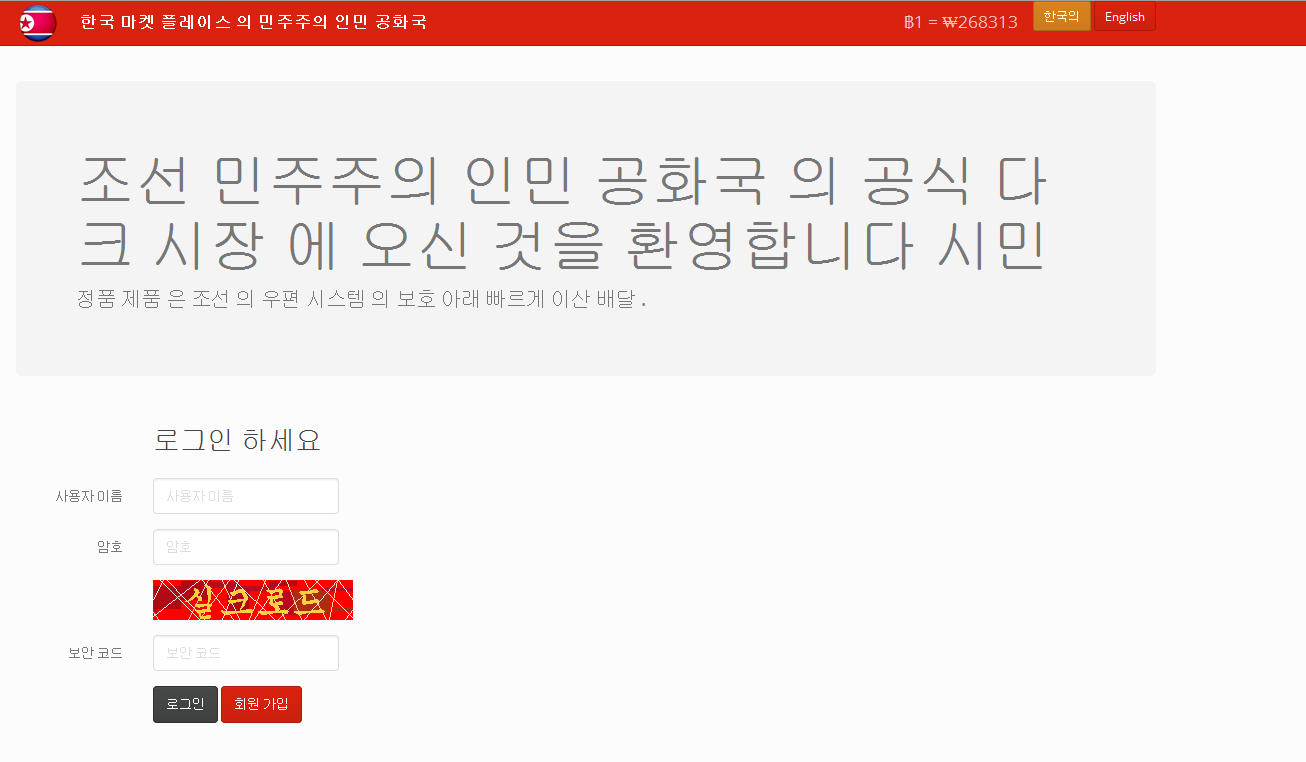 한국 마켓 플레이스 의 민주주의 인민 공화국
฿1 = ₩268313
한국의
English
조선 민주주의 인민 공화국 의 공식 다
크 시장 에 오신 것을 환영합니다 시민
정품 제품 은 조선 의 우편 시스템 의 보호 아래 빠르게 이산 배달 .
로그인 하세요
사용자 이름
사용자 이름
암호
암호
실크로드
보안 코드
보안 코드
로그인
회원 가입